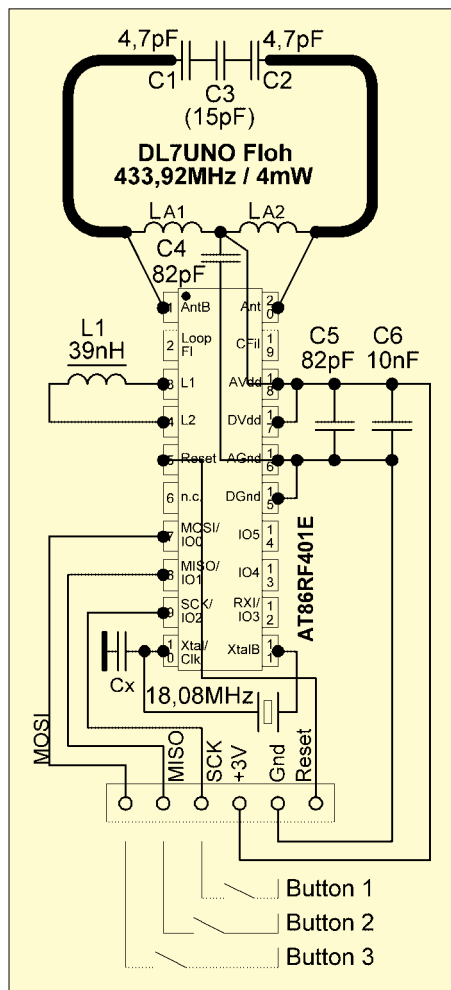 4,7pF 4,7pF
C1 C2
C3
(15pF)
DL7UNO Floh
433,92MHz / 4mW
LA1 LA2
C4
82pF
1 AntB Ant 20
2 Loop Fl CFil 19
L1
39nH
3 L1 AVdd 18
C5
82pF
C6
10nF
4 L2 DVdd 17
5 Reset AGnd 16
6 n.c. DGnd 15
7 MOSI/ IO0 IO5 14
8 MISO/ IO1 IO4 13
9 SCK/ IO2 RXI/ IO3 12
10 Xtal/ Clk XtalB 11
AT86RF401E
Cx
18,08MHz
MOSI
MISO
SCK
+3V
Gnd
Reset
Button 1
Button 2
Button 3